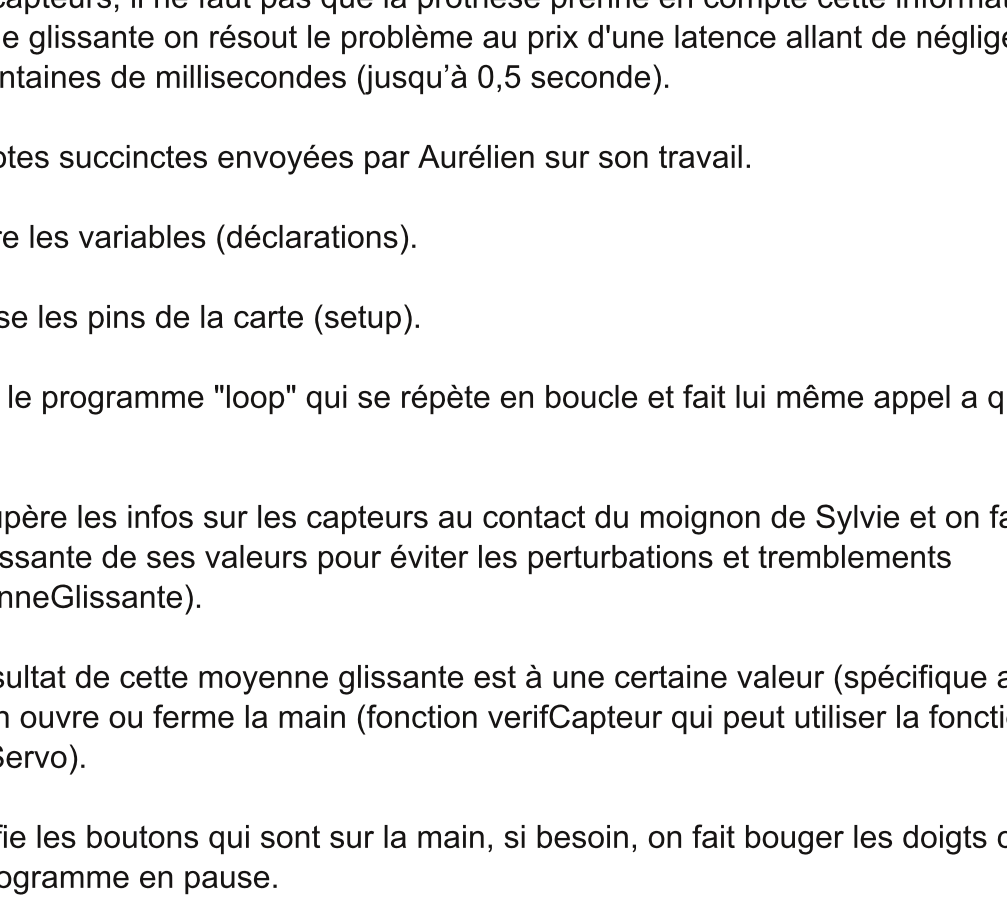 capteurs, il ne faut pas que la prothèse prenne en compte cette
e glissante on résout le problème au prix d'une latence allant de
ntaines de millisecondes (jusqu’à 0,5 seconde).
otes succinctes envoyées par Aurélien sur son travail.
re les variables (déclarations).
se les pins de la carte (setup).
le programme "loop" qui se répète en boucle et fait lui même appel a q
upère les infos sur les capteurs au contact du moignon de Sylvie et on fa
ssante de ses valeurs pour éviter les perturbations et tremblements
nneGlissante).
sultat de cette moyenne glissante est à une certaine valeur (spécifique a
n ouvre ou ferme la main (fonction verifCapteur qui peut utiliser la foncti
Servo).
fie les boutons qui sont sur la main, si besoin, on fait bouger les doigts
ogramme en pause.